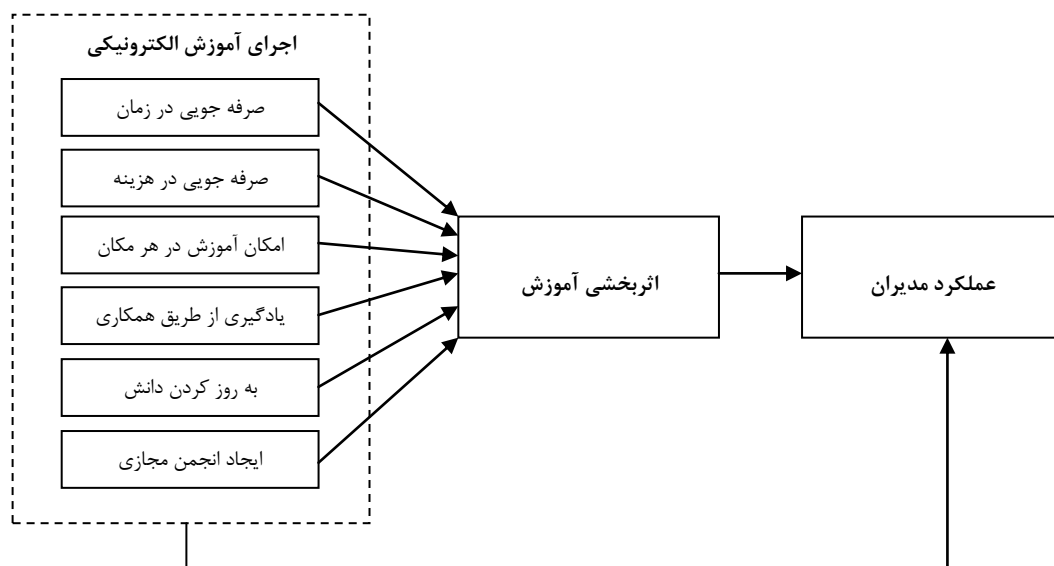 اجرای آموزش الکترونیکی
صرفه جویی در زمان
صرفه جویی در هزینه
امکان آموزش در هر مکان
یادگیری از طریق همکاری
به روز کردن دانش
ایجاد انجمن مجازی
اثربخشی آموزش
عملکرد مدیران